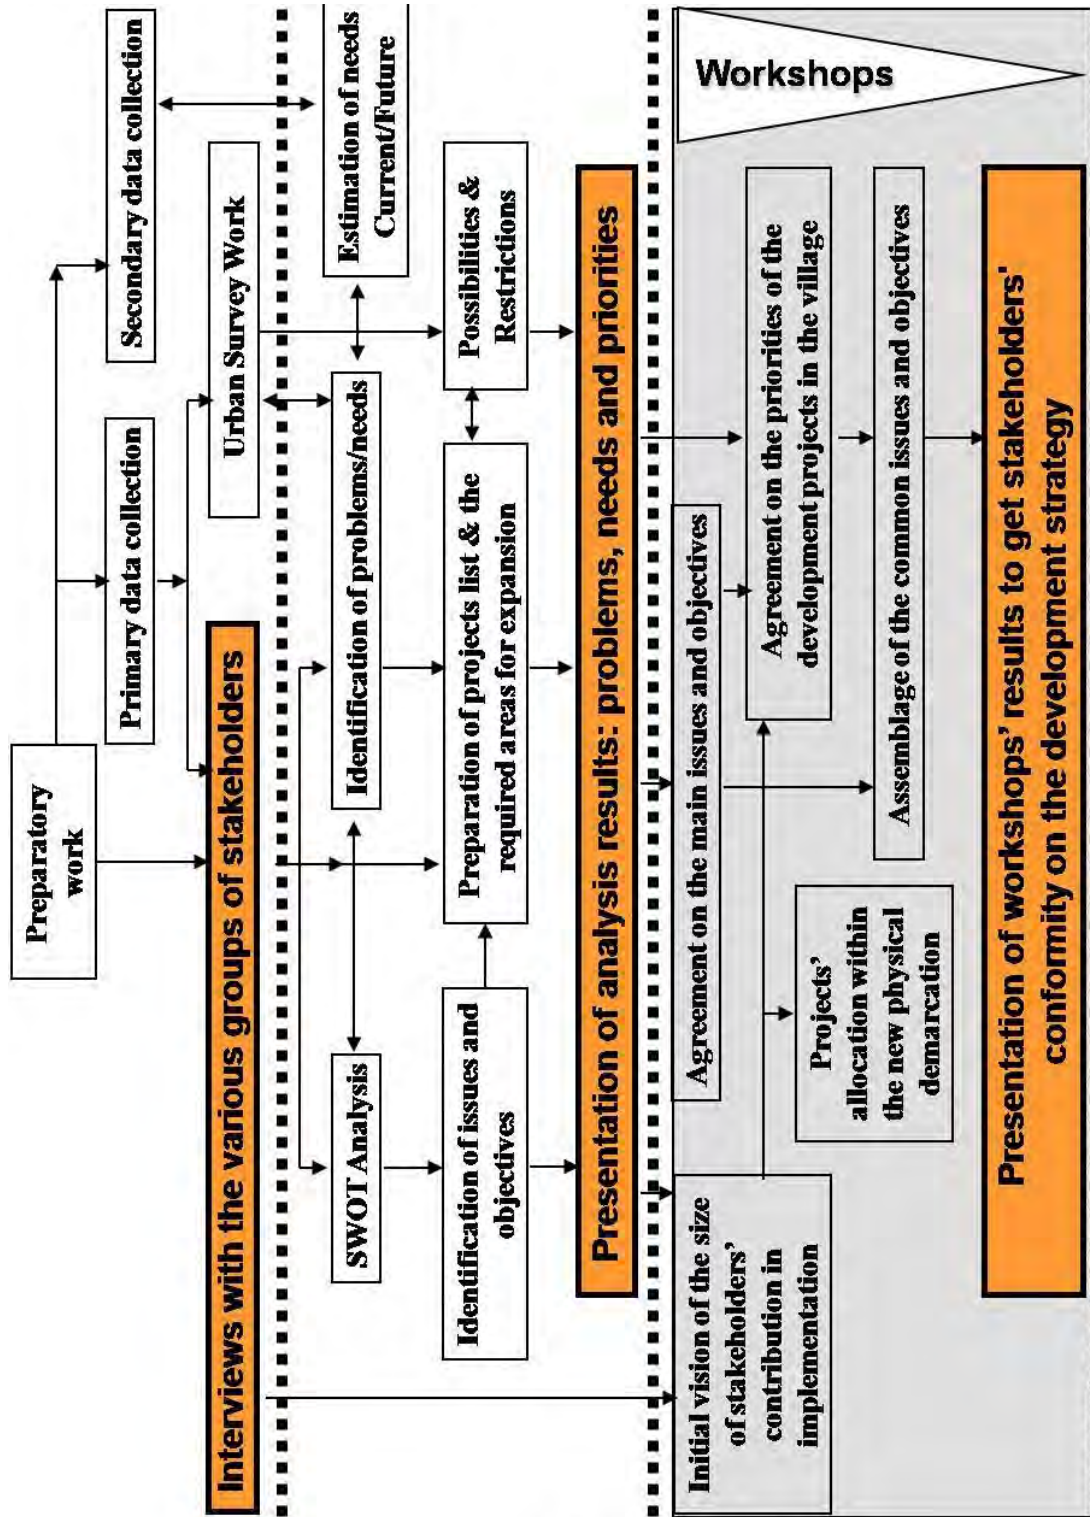 Preparatory
work
Primary data collection
Secondary data collection
Interviews with the various groups of stakeholders
Urban Survey Work
SWOT Analysis
Identification of problems/needs
Estimation of needs
Current/Future
Identification of issues and
objectives
Preparation of projects list & the
required areas for expansion
Possibilities &
Restrictions
Presentation of analysis results: problems, needs and priorities
Workshops
Initial vision of the size
of stakeholders’
contribution in
implementation
Agreement on the main issues and objectives
Agreement on the priorities of the
development projects in the village
Projects’
allocation within
the new physical
demarcation
Assemblage of the common issues and objectives
Presentation of workshops’ results to get stakeholders'
conformity on the development strategy